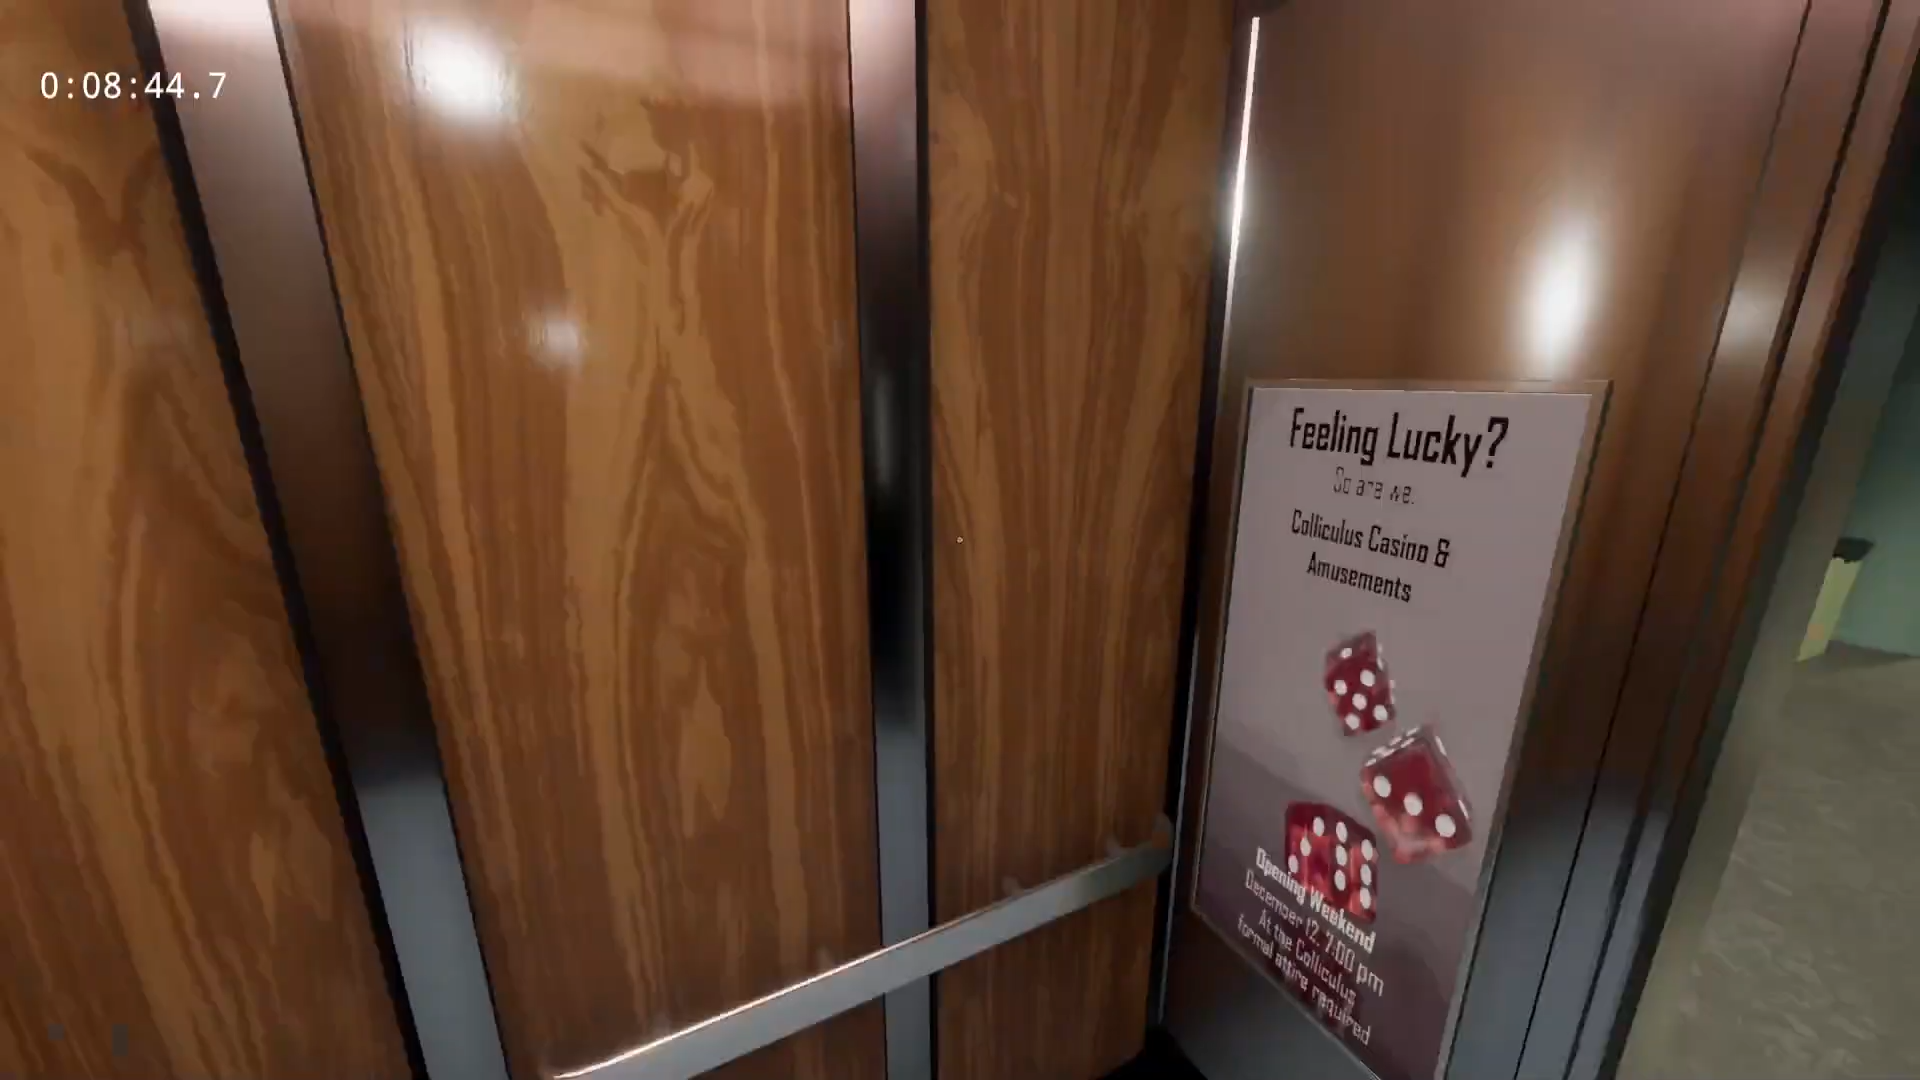 0:08:44.7
Feeling Lucky?
So are we.
Colliculus Casino &
Amusements
Opening Weekend
December 12, 7:00 pm
At the Colliculus
formal attire required